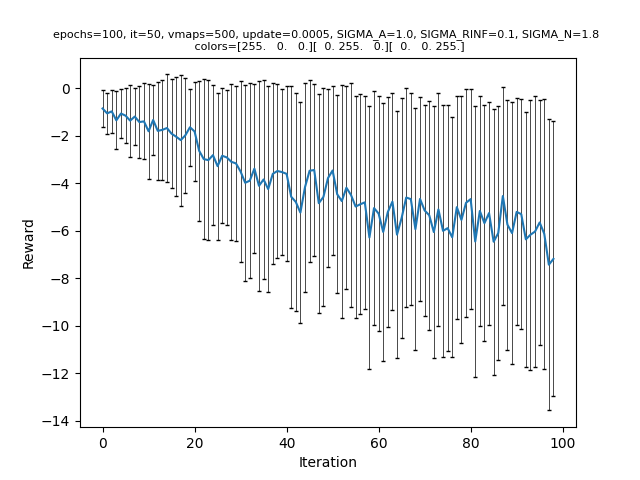 epochs=100, it=50, vmaps=500, update=0.0005, SIGMA_A=1.0, SIGMA_RINF=0.1, SIGMA_N=1.8
colors=[255. 0. 0.][ 0. 255. 0.][ 0. 0. 255.]
0
−2
−4
−6
−8
−10
−12
−14
Reward
0 20 40 60 80 100
Iteration